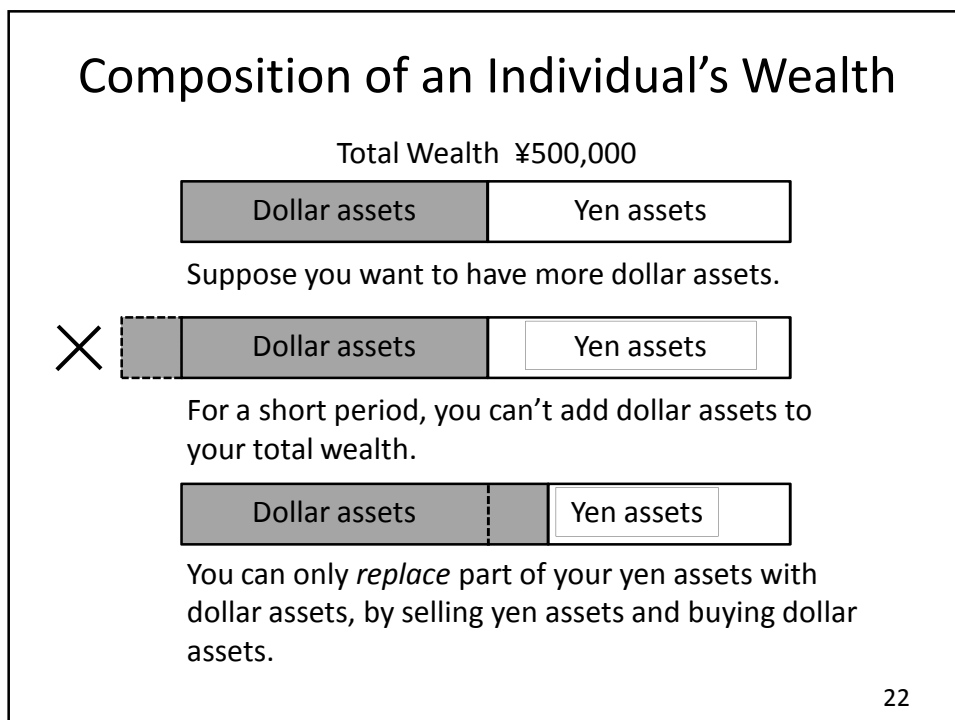 Composition of an Individual’s Wealth
Total Wealth ¥500,000
Dollar assets Yen assets
Suppose you want to have more dollar assets.
Dollar assets Yen assets
For a short period, you can’t add dollar assets to
your total wealth.
Dollar assets Yen assets
You can only replace part of your yen assets with
dollar assets, by selling yen assets and buying dollar
assets.
22